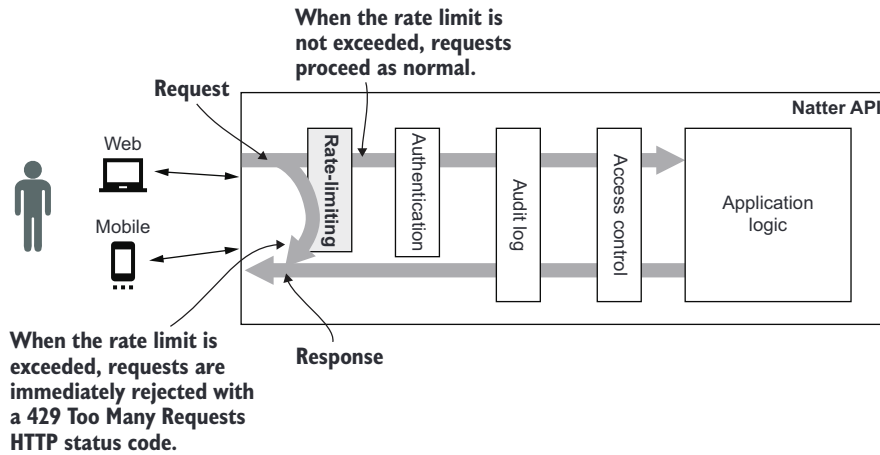 When the rate limit is
not exceeded, requests
proceed as normal.
Request
Natter API
Web
Mobile
Rate-limiting
Authentication
Audit log
Access control
Application
logic
When the rate limit is
exceeded, requests are
immediately rejected with
a 429 Too Many Requests
HTTP status code.
Response